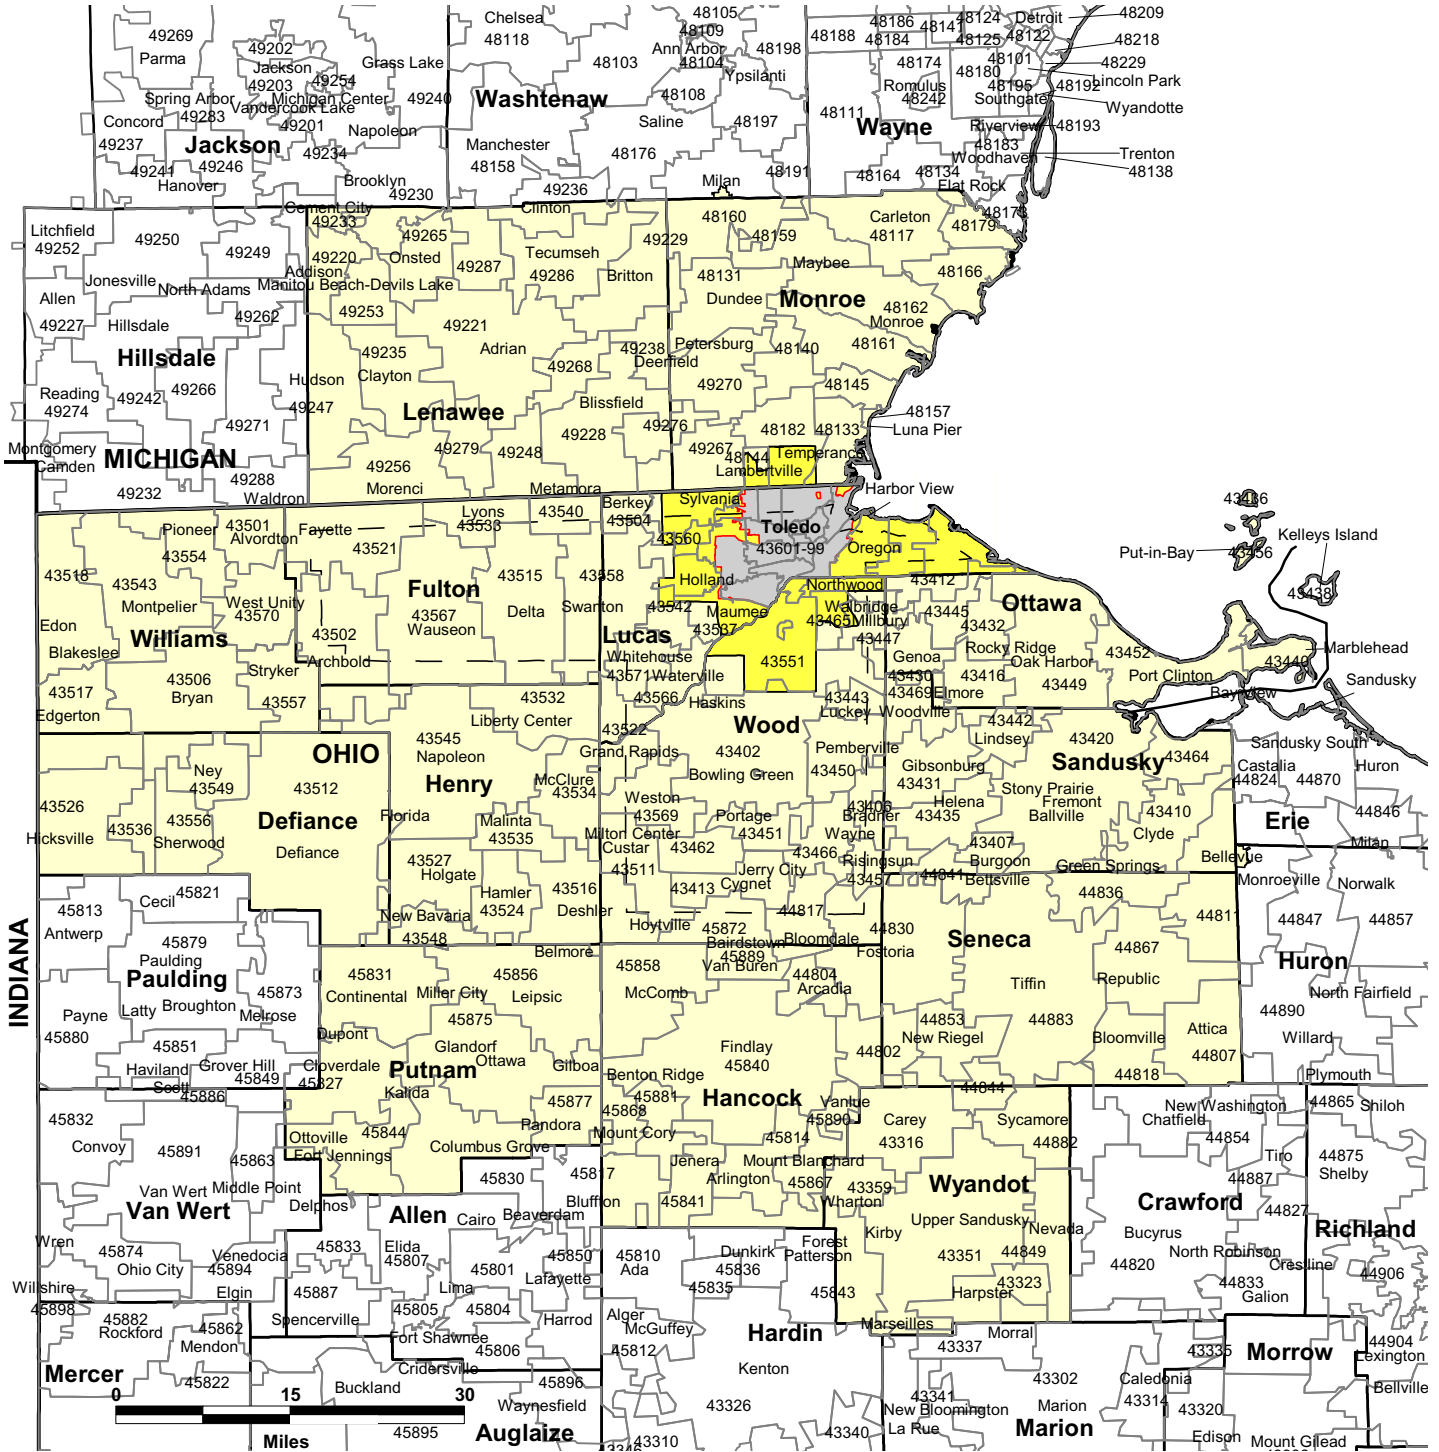 Chelsea
48118
48105
48109
Ann Arbor
48104
48198
Ypsilanti
48103
48108
48186
48141
48124
Detroit
48209
48188
48184
48125
48122
48218
49269
Parma
49202
Jackson
49203
49254
Grass Lake
48174
48101
48229
48180
Romulus
48242
48195
48192
Lincoln Park
Southgate
Wyandotte
Spring Arbor
49283
Michigan Center
Vandercook Lake
49240
Washtenaw
48111
Wayne
Concord
49237
49201
Napoleon
Saline
48197
Riverview
48193
Jackson
49234
Manchester
48158
48176
48183
Woodhaven
Trenton
48138
49241
49246
Hanover
Brooklyn
49230
49236
Milan
48191
48164
48134
Flat Rock
Cement City
49233
Clinton
48160
Carleton
48117
48173
48179
Litchfield
49252
49250
49249
49265
Onsted
Tecumseh
49229
48159
49220
Addison
49287
49286
Britton
48131
Maybee
48166
Jonesville
North Adams
Manitou Beach-Devils Lake
Dundee
Monroe
Allen
49227
Hillsdale
49262
49253
49221
48162
Monroe
Hillsdale
49235
Adrian
49238
Deerfield
Petersburg
48140
48161
Clayton
49268
Reading
49274
49242
49266
Hudson
49247
49270
48145
Lenawee
Blissfield
48157
Luna Pier
49271
49276
48182
48133
Montgomery
Camden
MICHIGAN
49279
49248
49228
49267
48144
Temperance
Lambertville
49232
49288
Waldron
49256
Morenci
Metamora
Harbor View
Berkey
43504
Sylvania
43436
Pioneer
43501
Alvordton
43554
Fayette
43521
Lyons
43533
43540
Toledo
43601-99
43560
Oregon
Put-in-Bay
43456
Kelleys Island
43438
43518
43543
Montpelier
43515
43558
Holland
Northwood
43412
Fulton
43567
Wauseon
Delta
Swanton
43542
Maumee
43537
Walbridge
43465
Millbury
43445
Ottawa
West Unity
43570
Edon
Blakeslee
Williams
43502
Archbold
Lucas
Whitehouse
43571
Waterville
43551
43447
43432
Rocky Ridge
Oak Harbor
43452
Marblehead
43440
Genoa
43430
43416
43449
Port Clinton
Bay View
Sandusky
Stryker
43506
Bryan
43557
43517
Edgerton
43532
Liberty Center
43566
43522
Haskins
43443
Luckey
43469
Elmore
Woodville
Wood
43442
Lindsey
43420
OHIO
43545
Napoleon
Grand Rapids
43402
Pemberville
43450
Gibsonburg
43431
Sandusky
43464
Sandusky South
Castalia
44824
44870
Huron
Ney
43549
43512
Henry
McClure
43534
Bowling Green
Stony Prairie
Fremont
Ballville
43526
43536
43556
Sherwood
Defiance
Defiance
Florida
Malinta
43535
Weston
43569
Portage
43451
43406
Bradner
Wayne
Helena
43435
43410
Clyde
Erie
44846
Milan
Hicksville
Milton Center
Custar
43462
43466
43407
Burgoon
Green Springs
Bellevue
43527
Holgate
43511
Jerry City
Cygnet
Risingsun
43457
44841
Bettsville
Monroeville
Norwalk
45813
Antwerp
Cecil
45821
Hamler
43524
43516
Deshler
43413
44817
44836
44811
44847
44857
New Bavaria
43548
Hoytville
45872
Bairdstown
Bloomdale
44830
Fostoria
Seneca
45879
Paulding
Paulding
45831
Continental
Belmore
45856
Leipsic
Miller City
45858
McComb
45889
Van Buren
44804
Arcadia
44867
Republic
Tiffin
Huron
North Fairfield
44890
INDIANA
Payne
45880
Latty
Broughton
45873
Melrose
Dupont
45875
Glandorf
Ottawa
Findlay
45840
44853
New Riegel
44883
Bloomville
Attica
44807
Willard
45851
Haviland
Scott
Grover Hill
45849
Cloverdale
45827
Putnam
Kalida
Gilboa
Benton Ridge
44802
44818
Plymouth
45886
45832
45877
Pandora
45881
45868
Mount Cory
Hancock
Vanlue
45890
44844
Carey
43316
Sycamore
44882
New Washington
Chatfield
44854
44865
Shiloh
Convoy
45891
45863
Ottoville
Fort Jennings
45844
Columbus Grove
45814
Mount Blanchard
45867
Tiro
44875
Shelby
Van Wert
Middle Point
Van Wert
Delphos
45830
45817
Bluffton
Jenera
Arlington
45841
43359
Wharton
Wyandot
44887
Crawford
44827
Richland
Allen
Cairo
Beaverdam
Kirby
Upper Sandusky
Nevada
Bucyrus
Wren
45874
Ohio City
Venedocia
45894
45833
Elida
45807
45850
Lafayette
45810
Ada
Dunkirk
45836
Forest
Patterson
43351
44849
North Robinson
Crestline
44820
Willshire
Elgin
45887
Lima
45801
45835
45843
43323
Harpster
44833
Galion
44906
45898
45882
Rockford
45862
Mendon
Spencerville
45805
45804
Harrod
Alger
McGuffey
45812
Marseilles
Fort Shawnee
45806
Hardin
43337
Morral
43335
Morrow
44904
Lexington
Mercer
45822
Cridersville
45896
Kenton
43302
Caledonia
43314
Bellville
0 15 30
Buckland
Waynesfield
43326
43341
New Bloomington
Marion
43320
Miles
45895
Auglaize
43310
43340
La Rue
Marion
Edison
Mount Gilead